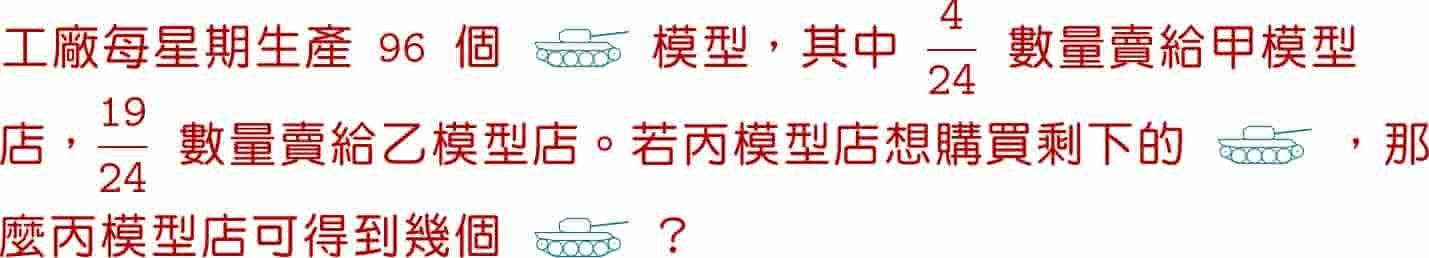 工廠每星期生產 96 個 模型，其中 4/24 數量賣給甲模型
店，19/24 數量賣給乙模型店。若丙模型店想購買剩下的 ，那
麼丙模型店可得到幾個 ？